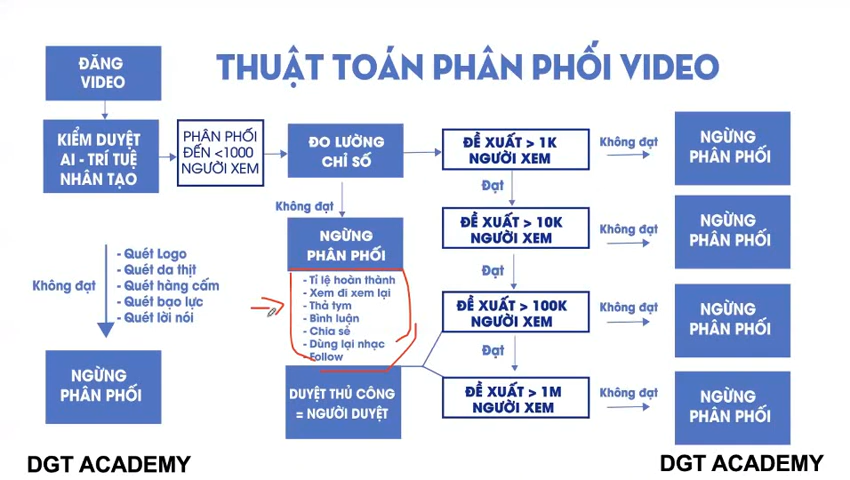 THUẬT TOÁN PHÂN PHỐI VIDEO
ĐĂNG
VIDEO
KIỂM DUYỆT
AI - TRÍ TUỆ
NHÂN TẠO
PHÂN PHỐI
ĐẾN <1000
NGƯỜI XEM
ĐO LƯỜNG
CHỈ SỐ
ĐỀ XUẤT > 1K
NGƯỜI XEM
Không đạt
NGỪNG
PHÂN PHỐI
Đạt
Không đạt
NGỪNG
PHÂN PHỐI
ĐỀ XUẤT > 10K
NGƯỜI XEM
Không đạt
NGỪNG
PHÂN PHỐI
Đạt
Không đạt
- Quét Logo
- Quét da thịt
- Quét hàng cấm
- Quét bạo lực
- Quét lời nói
- Tỉ lệ hoàn thành
- Xem đi xem lại
- Thả tym
- Bình luận
- Chia sẻ
- Dùng lại nhạc
- Follow
ĐỀ XUẤT > 100K
NGƯỜI XEM
Không đạt
NGỪNG
PHÂN PHỐI
Đạt
NGỪNG
PHÂN PHỐI
DUYỆT THỦ CÔNG
= NGƯỜI DUYỆT
ĐỀ XUẤT > 1M
NGƯỜI XEM
Không đạt
NGỪNG
PHÂN PHỐI
DGT ACADEMY
DGT ACADEMY